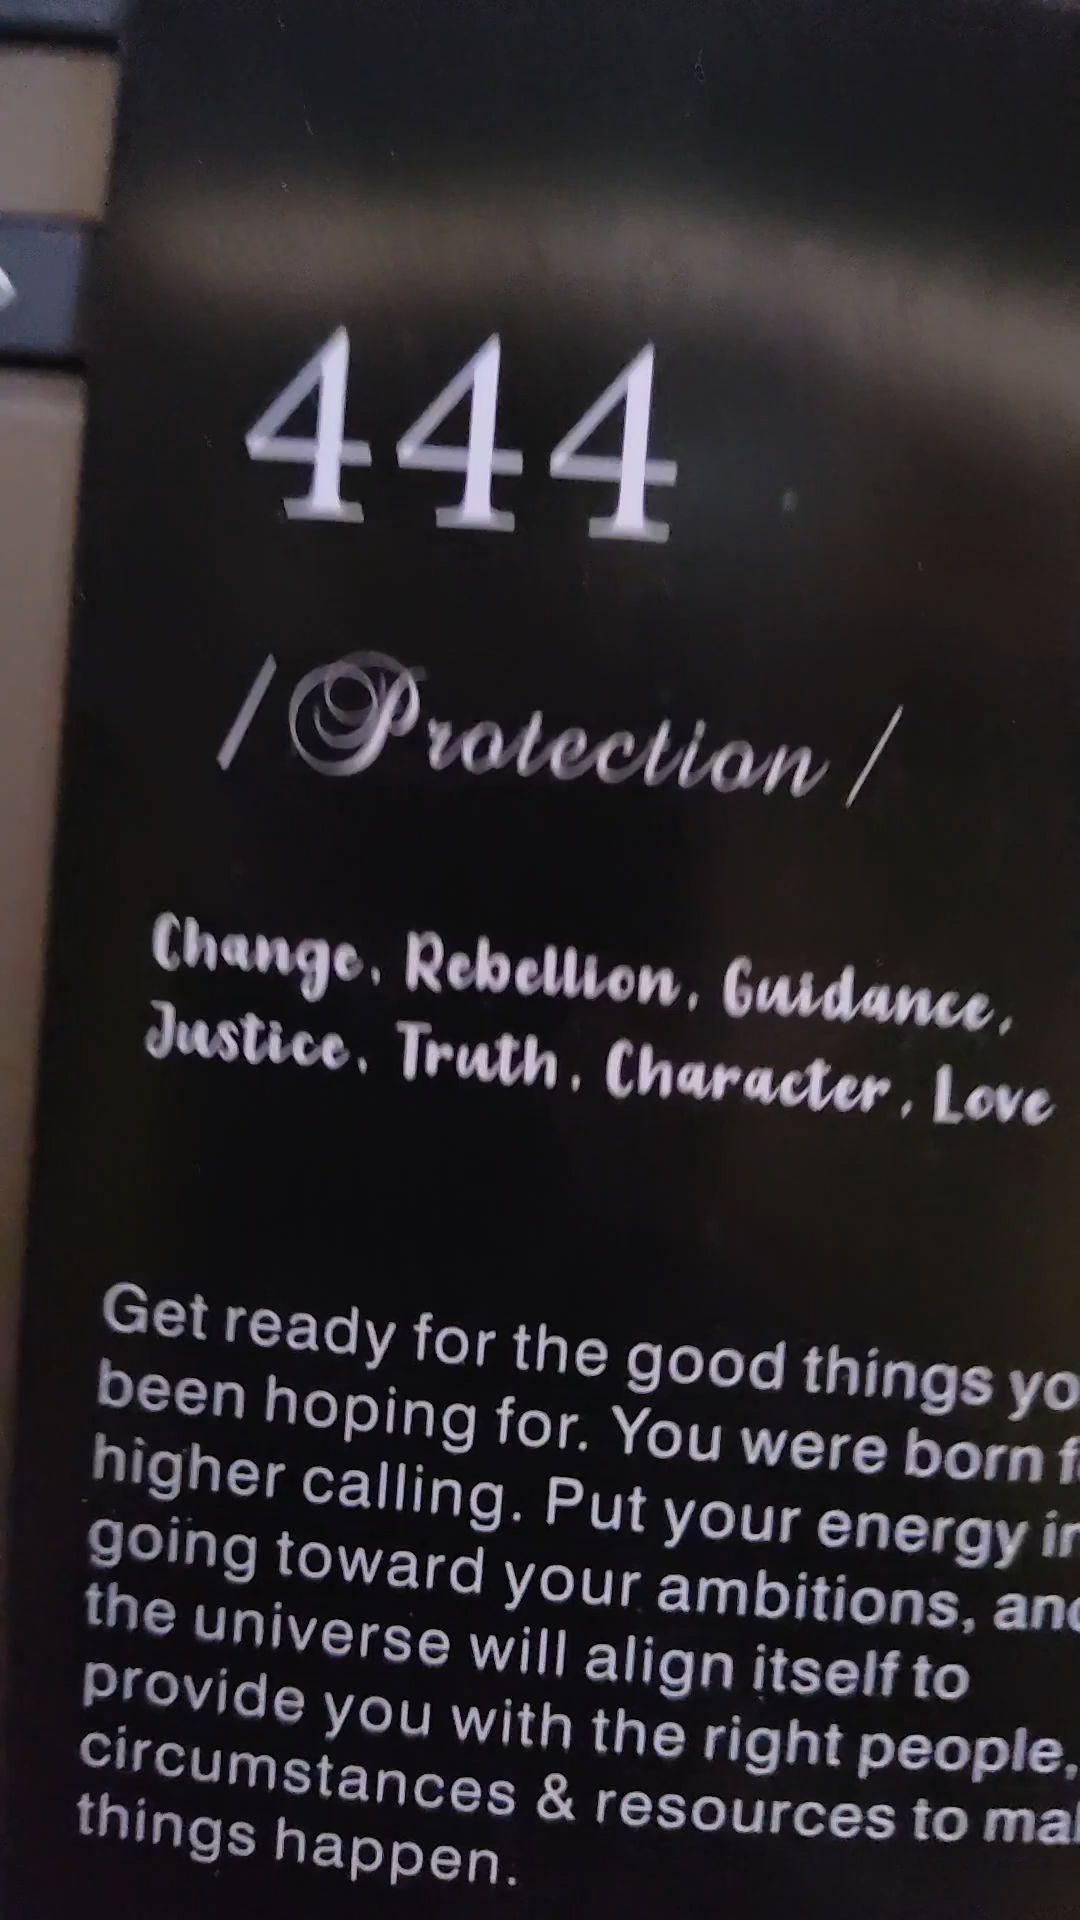 444
/ Protection /
Change, Rebellion, Guidance,
Justice, Truth, Character, Love
Get ready for the good things
been hoping for. You were born
higher calling. Put your energy
going toward your ambitions,
the universe will align itself to
provide you with the right people,
circumstances & resources to
things happen.